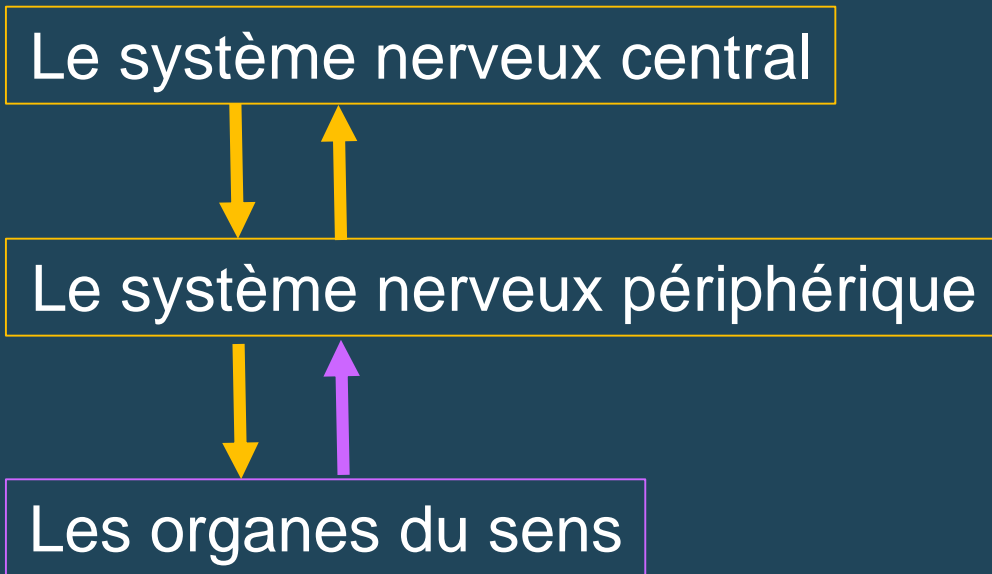 Le système nerveux central
Le système nerveux périphérique
Les organes du sens